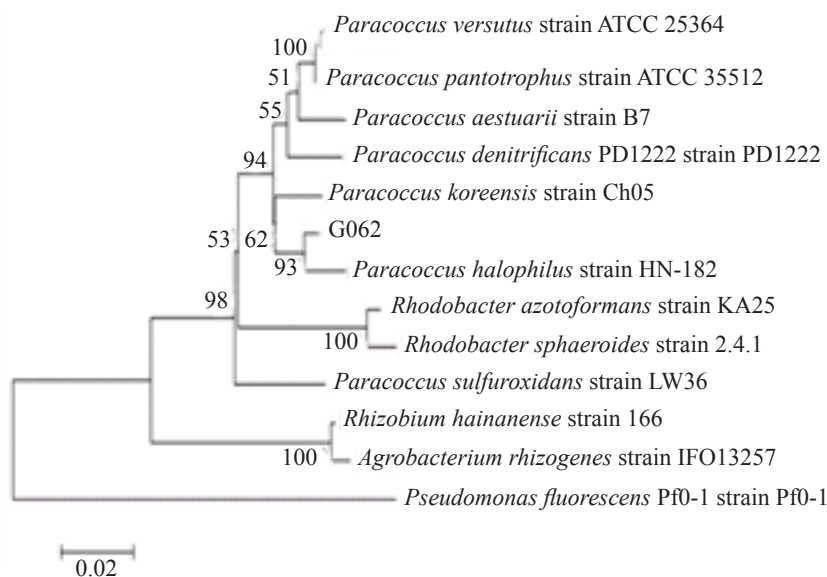 Paracoccus versutus strain ATCC 25364
100
Paracoccus pantotrophus strain ATCC 35512
51
Paracoccus aestuarii strain B7
55
Paracoccus denitrificans PD1222 strain PD1222
94
Paracoccus koreensis strain Ch05
G062
53 62
93
Paracoccus halophilus strain HN-182
98
Rhodobacter azotoformans strain KA25
100
Rhodobacter sphaeroides strain 2.4.1
Paracoccus sulfuroxidans strain LW36
Rhizobium hainanense strain 166
100
Agrobacterium rhizogenes strain IFO13257
Pseudomonas fluorescens Pf0-1 strain Pf0-1
0.02